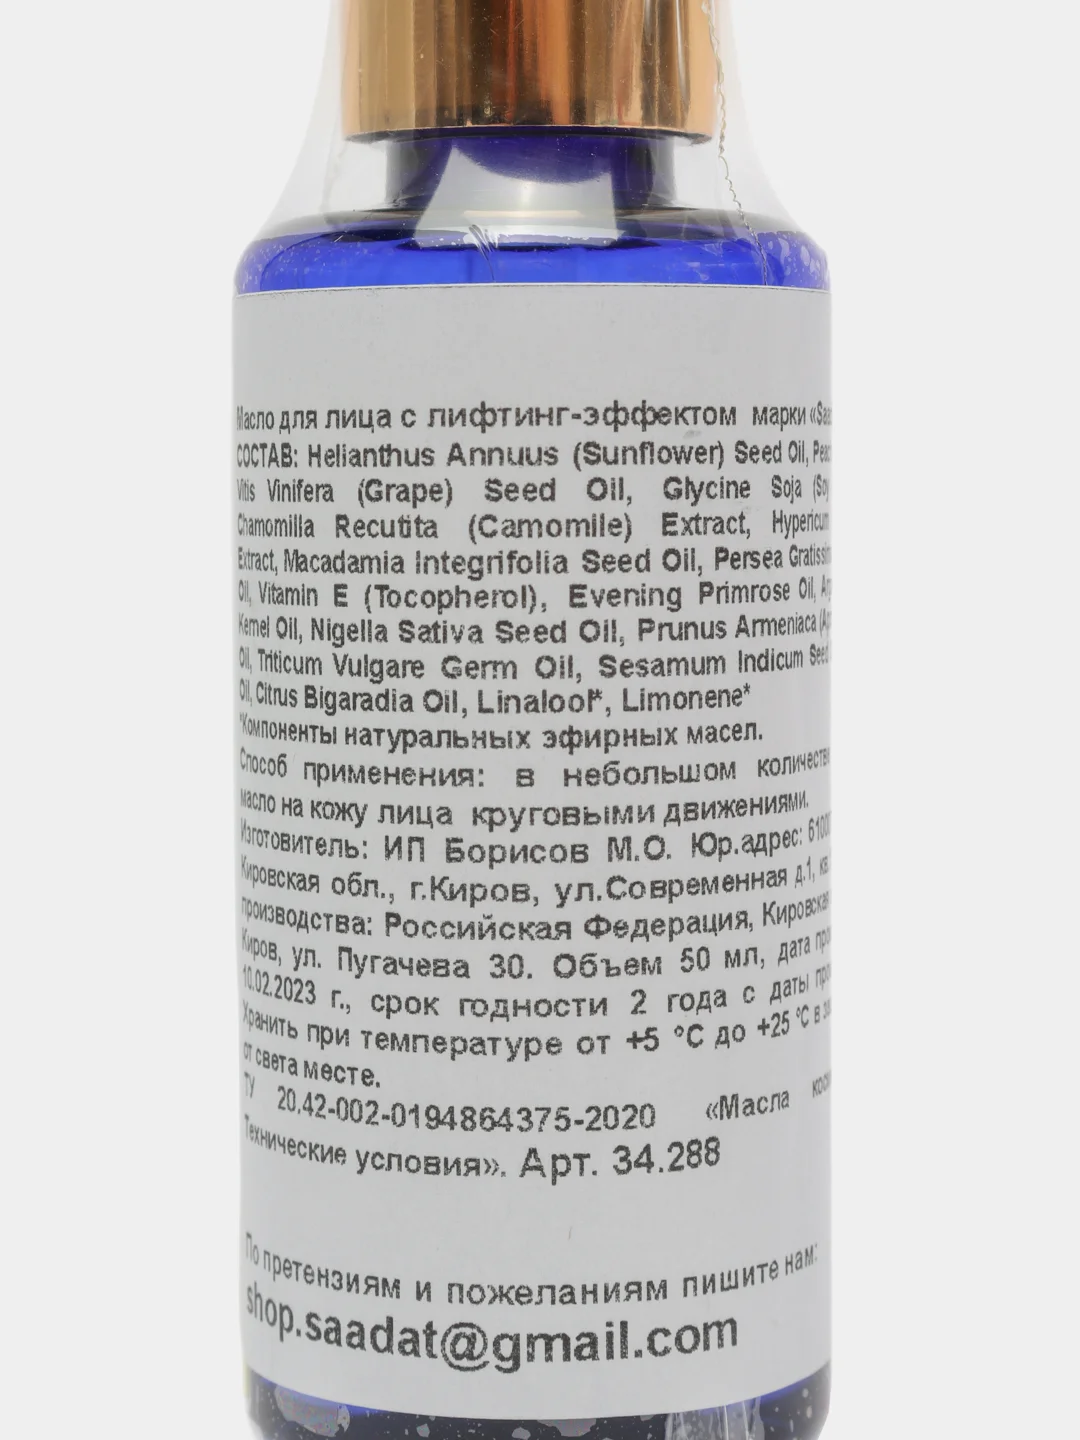 Масло для лица с лифтинг-эффектом марки
СОСТАВ: Helianthus Annuus (Sunflower) Seed Oil,
Vitis Vinifera (Grape) Seed Oil, Glycine Soja (Soy
Chamomilla Recutita (Camomile) Extract, Hypericum
Extract, Macadamia Integrifolia Seed Oil, Persea
Oil, Vitamin E (Tocopherol), Evening Primrose Oil,
Kernel Oil, Nigella Sativa Seed Oil, Prunus Armeniaca
Oil, Triticum Vulgare Germ Oil, Sesamum Indicum Seed
Oil, Citrus Bigaradia Oil, Linalool*, Limonene*
*Компоненты натуральных эфирных масел.
Способ применения: в небольшом
масло на кожу лица круговыми движениями.
Изготовитель: ИП Борисов М.О. Юр.адрес:
Кировская обл., г.Киров, ул.Современная д.1, кв.
производства: Российская Федерация, Кировская
Киров, ул. Пугачева 30. Объем 50 мл, дата
10.02.2023 г., срок годности 2 года с даты
Хранить при температуре от +5 °C до +25 °C в
от света месте.
ТУ 20.42-002-0194864375-2020 «Масла
Технические условия». Арт. 34.288
По претензиям и пожеланиям пишите нам:
shop.saadat@gmail.com